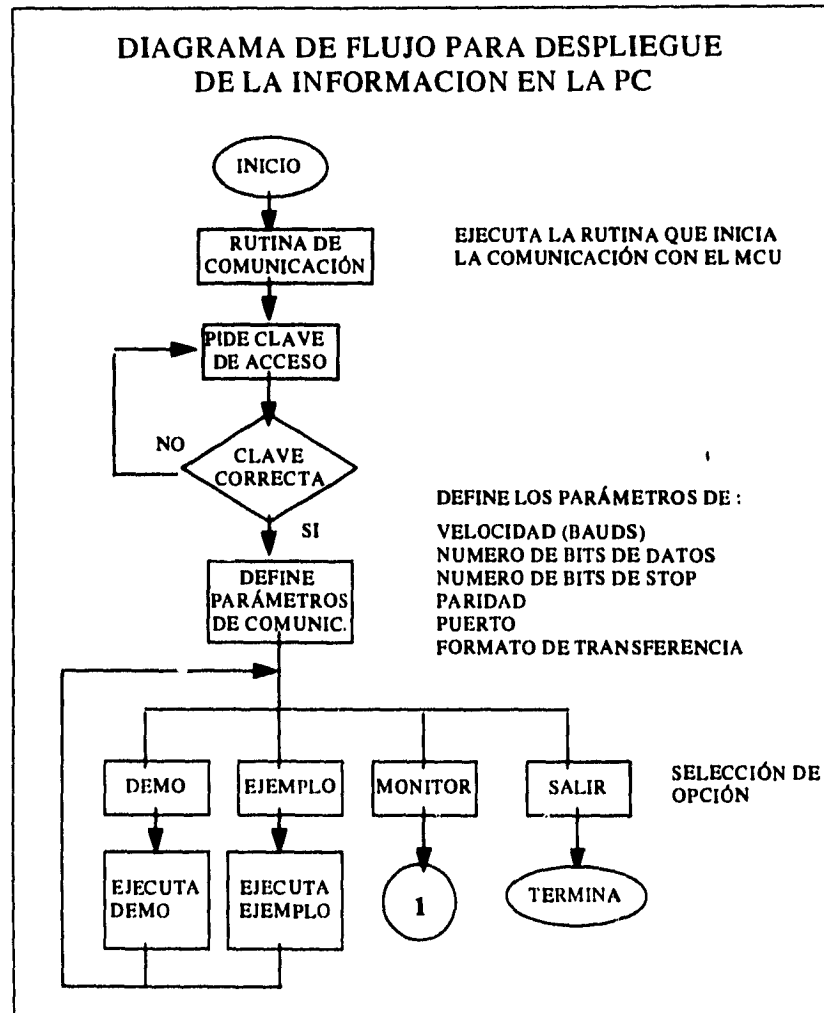 DIAGRAMA DE FLUJO PARA DESPLIEGUE
DE LA INFORMACION EN LA PC
INICIO
RUTINA DE
COMUNICACIÓN
EJECUTA LA RUTINA QUE INICIA
LA COMUNICACIÓN CON EL MCU
PIDE CLAVE
DE ACCESO
NO
CLAVE
CORRECTA
SI
DEFINE
PARÁMETROS
DE COMUNIC.
DEFINE LOS PARÁMETROS DE :
VELOCIDAD (BAUDS)
NUMERO DE BITS DE DATOS
NUMERO DE BITS DE STOP
PARIDAD
PUERTO
FORMATO DE TRANSFERENCIA
DEMO
EJEMPLO
MONITOR
SALIR
SELECCIÓN DE
OPCIÓN
EJECUTA
DEMO
EJECUTA
EJEMPLO
1
TERMINA